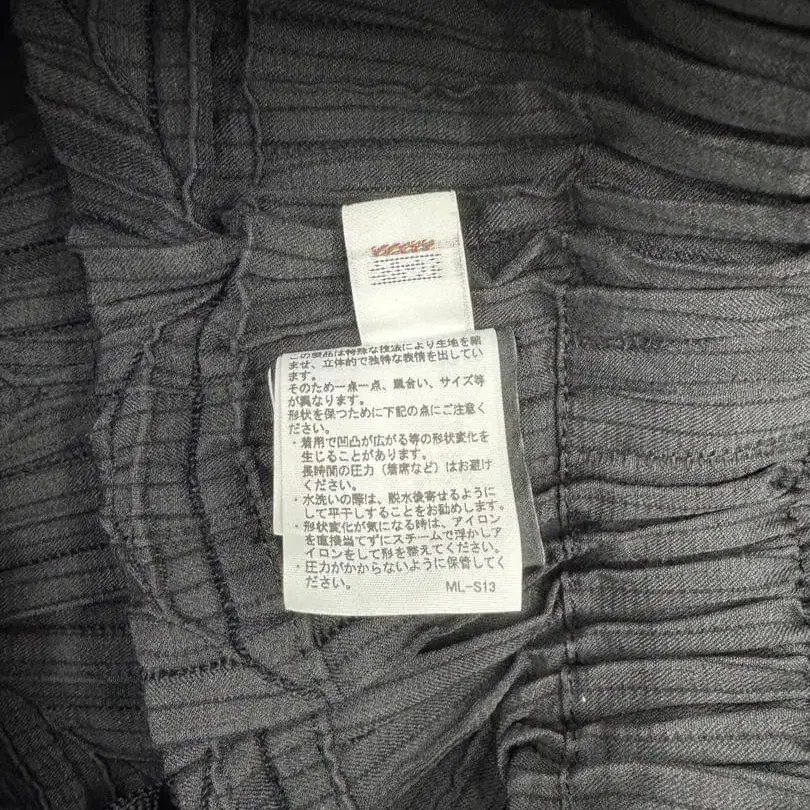 この製品は特殊な技法により生地を縮
ませ、立体的で独特な表情を出してい
ます。
そのため一点一点、風合い、サイズ等
が異なります。
形状を保つために下記の点にご注意く
ださい。
・着用で凹凸が広がる等の形状変化を
生じることがあります。
長時間の圧力（着席など）はお避け
ください。
・水洗いの際は、脱水後寄せるように
して平干しすることをお勧めします。
・形状変化が気になる時は、アイロン
を直接当てずにスチームで浮かしア
イロンをして形を整えてください。
・圧力がかからないように保管してく
ださい。
ML-S13